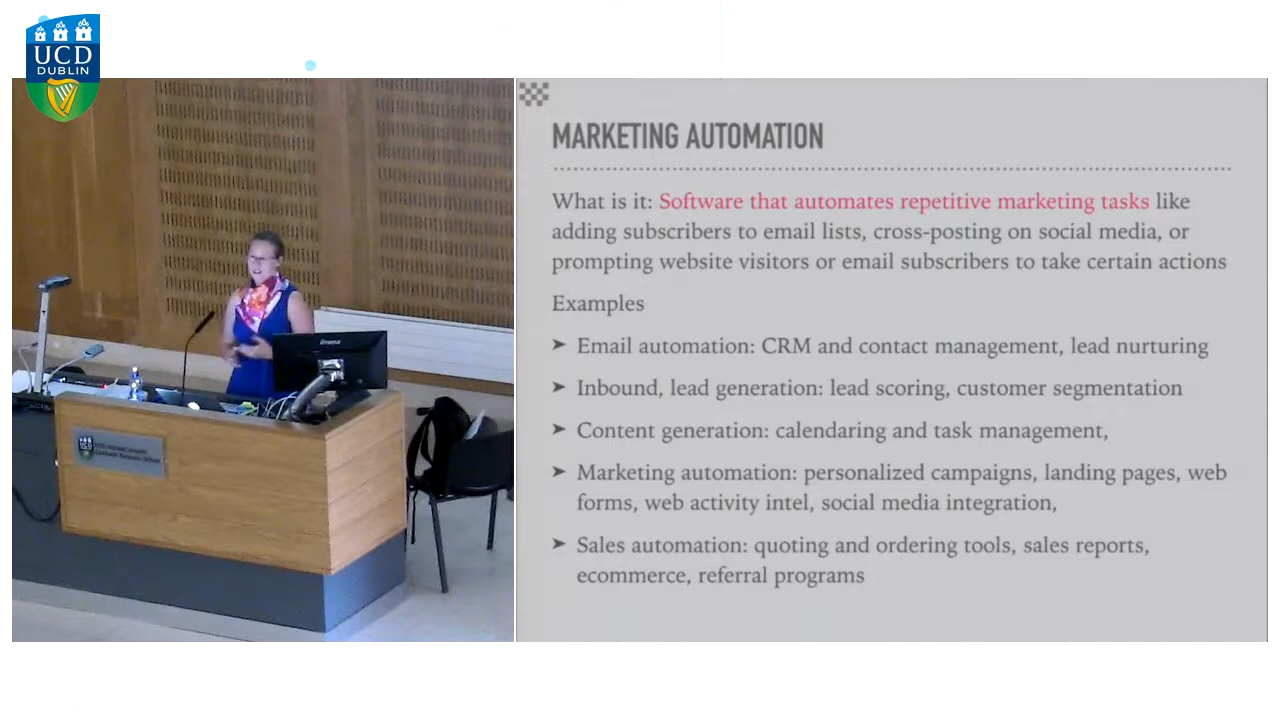 UCD
DUBLIN
MARKETING AUTOMATION
What is it: Software that automates repetitive marketing tasks like
adding subscribers to email lists, cross-posting on social media, or
prompting website visitors or email subscribers to take certain actions
Examples
➤ Email automation: CRM and contact management, lead nurturing
➤ Inbound, lead generation: lead scoring, customer segmentation
➤ Content generation: calendaring and task management,
➤ Marketing automation: personalized campaigns, landing pages, web
forms, web activity intel, social media integration,
➤ Sales automation: quoting and ordering tools, sales reports,
ecommerce, referral programs